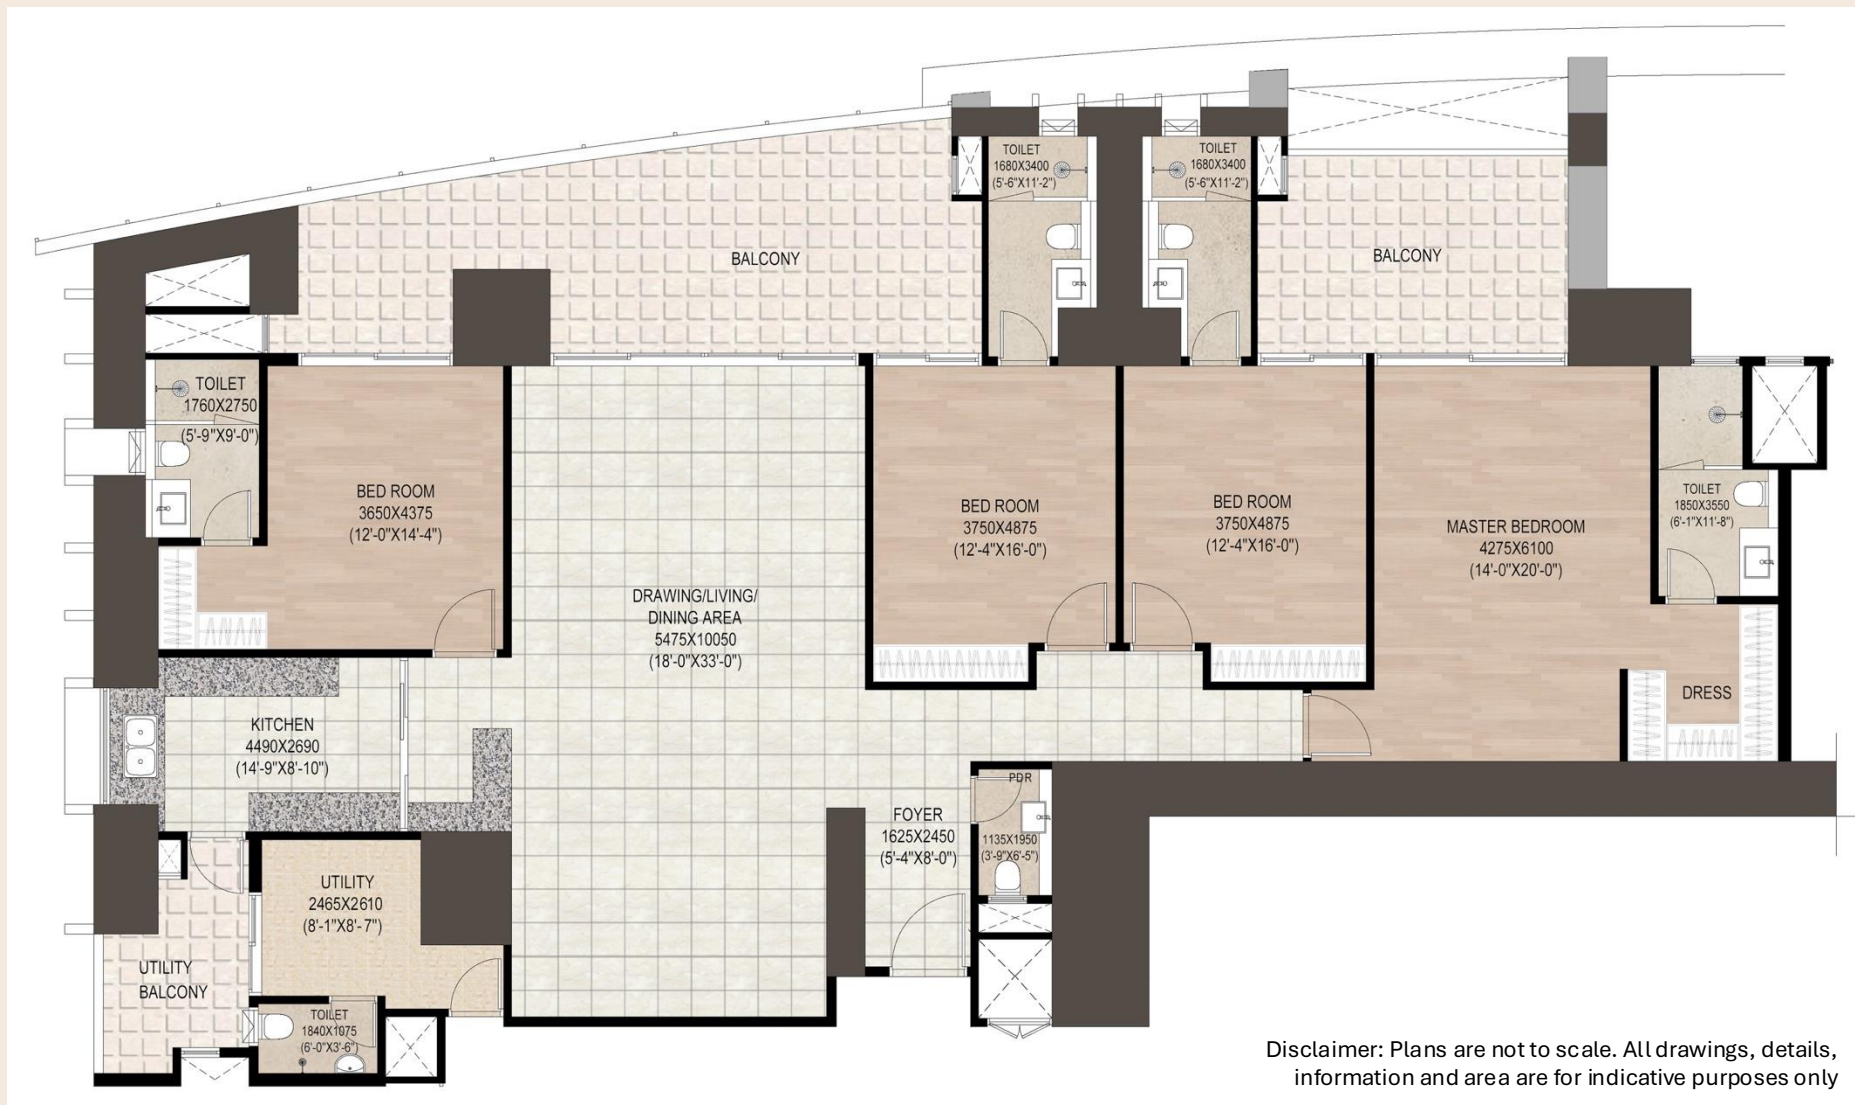 TOILET
1680X3400
(5'-6"X11'-2")
TOILET
1680X3400
(5'-6"X11'-2")
BALCONY
BALCONY
TOILET
1760X2750
(5'-9"X9'-0")
BED ROOM
3650X4375
(12'-0"X14'-4")
BED ROOM
3750X4875
(12'-4"X16'-0")
BED ROOM
3750X4875
(12'-4"X16'-0")
MASTER BEDROOM
4275X6100
(14'-0"X20'-0")
TOILET
1850X3550
(6'-1"X11'-8")
DRAWING/LIVING/
DINING AREA
5475X10050
(18'-0"X33'-0")
DRESS
KITCHEN
4490X2690
(14'-9"X8'-10")
PDR
1135X1950
(3'-9"X6'-5")
FOYER
1625X2450
(5'-4"X8'-0")
UTILITY
2465X2610
(8'-1"X8'-7")
UTILITY
BALCONY
TOILET
1840X1075
(6'-0"X3'-6")
Disclaimer: Plans are not to scale. All drawings, details,
information and area are for indicative purposes only